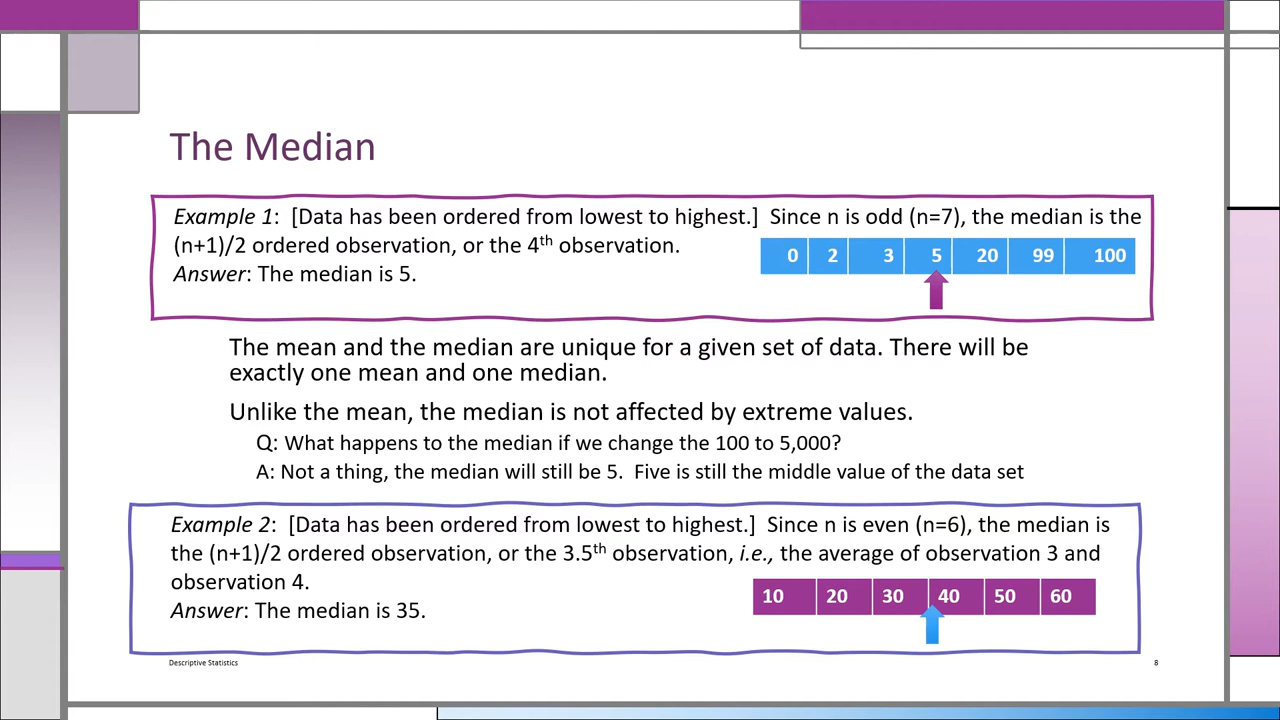 The Median
Example 1:  [Data has been ordered from lowest to highest.]  Since n is odd (n=7), the median is the
(n+1)/2 ordered observation, or the 4th observation.
0 2 3 5 20 99 100
Answer: The median is 5.
The mean and the median are unique for a given set of data. There will be
exactly one mean and one median.
Unlike the mean, the median is not affected by extreme values.
Q: What happens to the median if we change the 100 to 5,000?
A: Not a thing, the median will still be 5.  Five is still the middle value of the data set
Example 2:  [Data has been ordered from lowest to highest.]  Since n is even (n=6), the median is
the (n+1)/2 ordered observation, or the 3.5th observation, i.e., the average of observation 3 and
observation 4.
10 20 30 40 50 60
Answer: The median is 35.
Descriptive Statistics
8